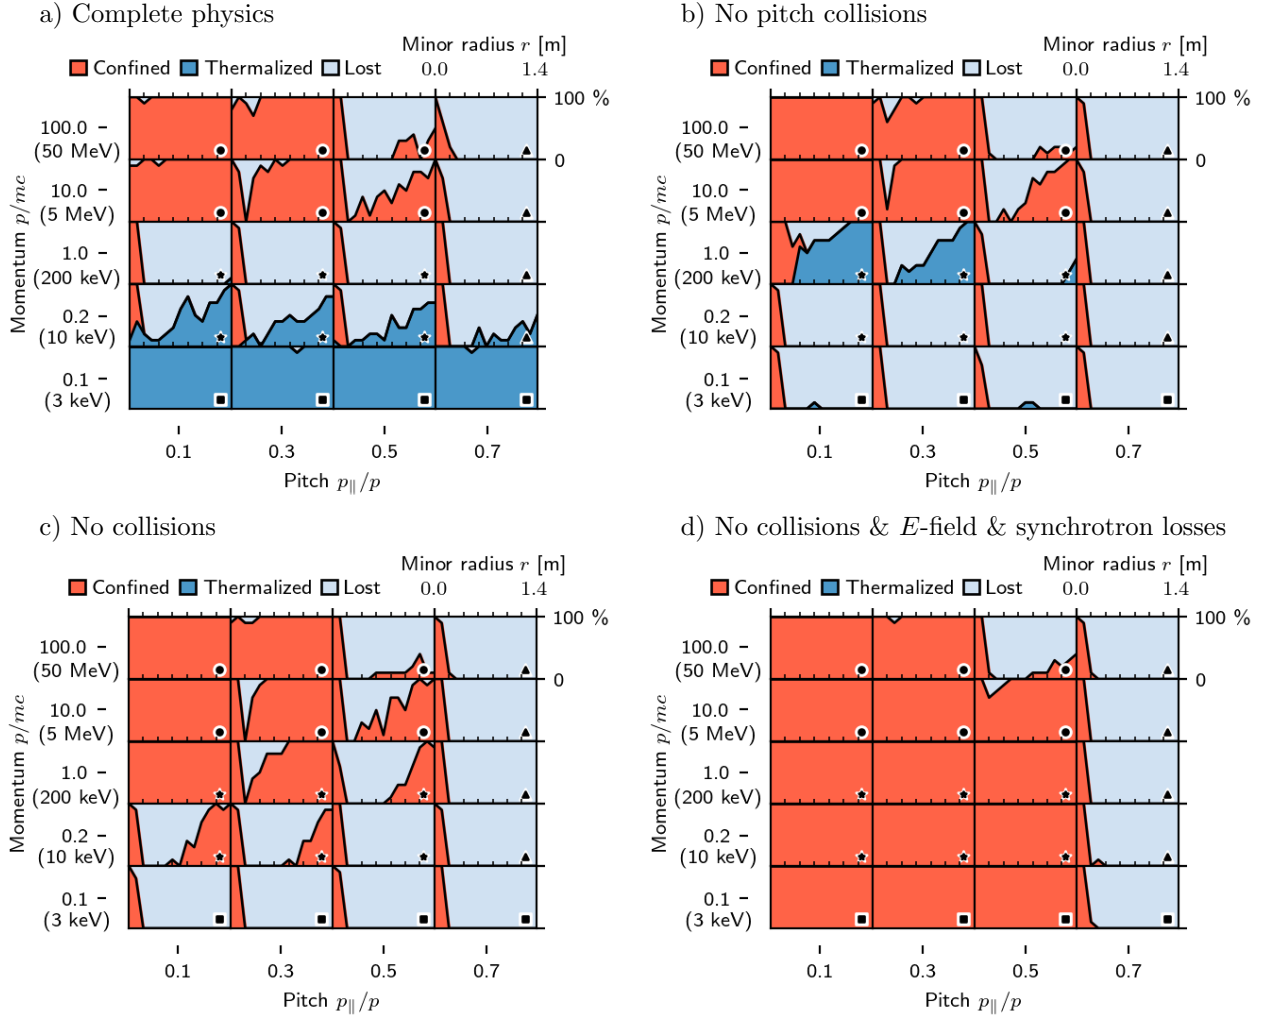 a) Complete physics
Minor radius r [m]
Confined Thermalized Lost 0.0 1.4
100 %
0
100.0
(50 MeV)
10.0
(5 MeV)
1.0
(200 keV)
0.2
(10 keV)
0.1
(3 keV)
Momentum p/mc
0.1 0.3 0.5 0.7
Pitch p∥/p
b) No pitch collisions
Minor radius r [m]
Confined Thermalized Lost 0.0 1.4
100 %
0
100.0
(50 MeV)
10.0
(5 MeV)
1.0
(200 keV)
0.2
(10 keV)
0.1
(3 keV)
Momentum p/mc
0.1 0.3 0.5 0.7
Pitch p∥/p
c) No collisions
Minor radius r [m]
Confined Thermalized Lost 0.0 1.4
100 %
0
100.0
(50 MeV)
10.0
(5 MeV)
1.0
(200 keV)
0.2
(10 keV)
0.1
(3 keV)
Momentum p/mc
0.1 0.3 0.5 0.7
Pitch p∥/p
d) No collisions & E-field & synchrotron losses
Minor radius r [m]
Confined Thermalized Lost 0.0 1.4
100 %
0
100.0
(50 MeV)
10.0
(5 MeV)
1.0
(200 keV)
0.2
(10 keV)
0.1
(3 keV)
Momentum p/mc
0.1 0.3 0.5 0.7
Pitch p∥/p